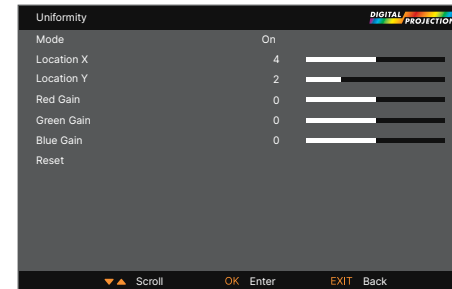 Uniformity
DIGITAL PROJECTION
Mode On
Location X 4
Location Y 2
Red Gain 0
Green Gain 0
Blue Gain 0
Reset
Scroll OK Enter EXIT Back